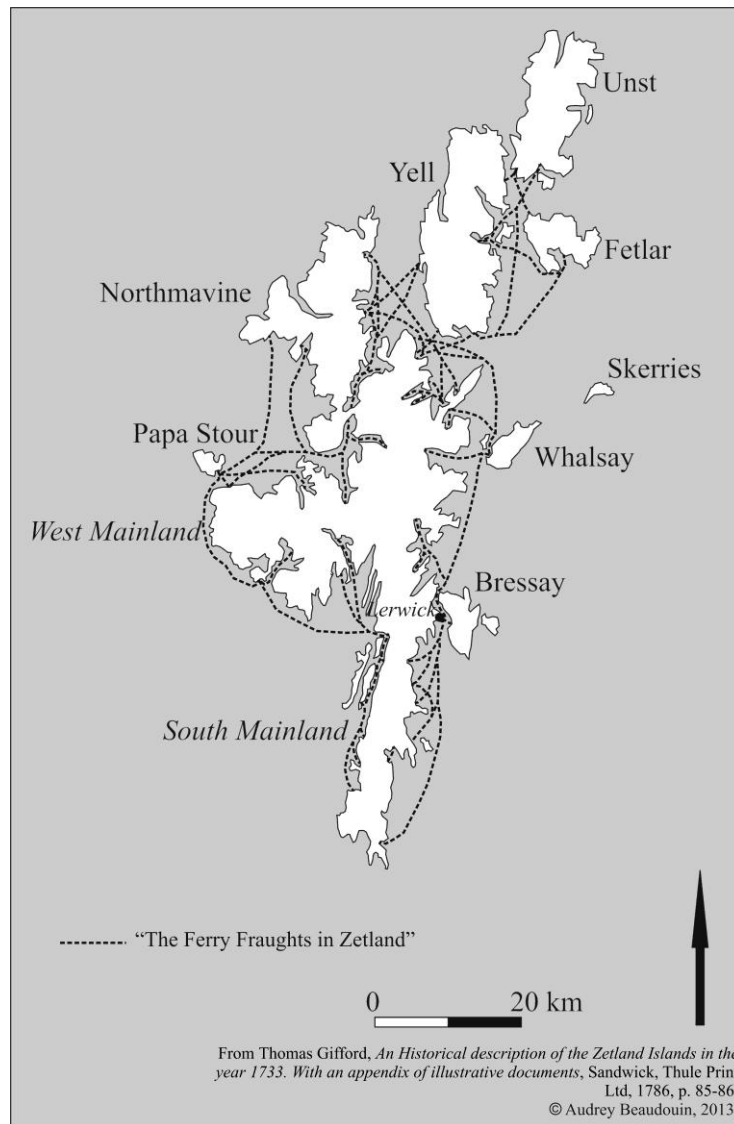 Unst
Yell
Fetlar
Northmavine
Skerries
Papa Stour
Whalsay
West Mainland
Bressay
Lerwick
South Mainland
"The Ferry Fraughts in Zetland"
0 20 km
From Thomas Gifford, An Historical description of the Zetland Islands in the
year 1733. With an appendix of illustrative documents, Sandwick, Thule Prin
Ltd, 1786, p. 85-86
© Audrey Beaudouin, 2013